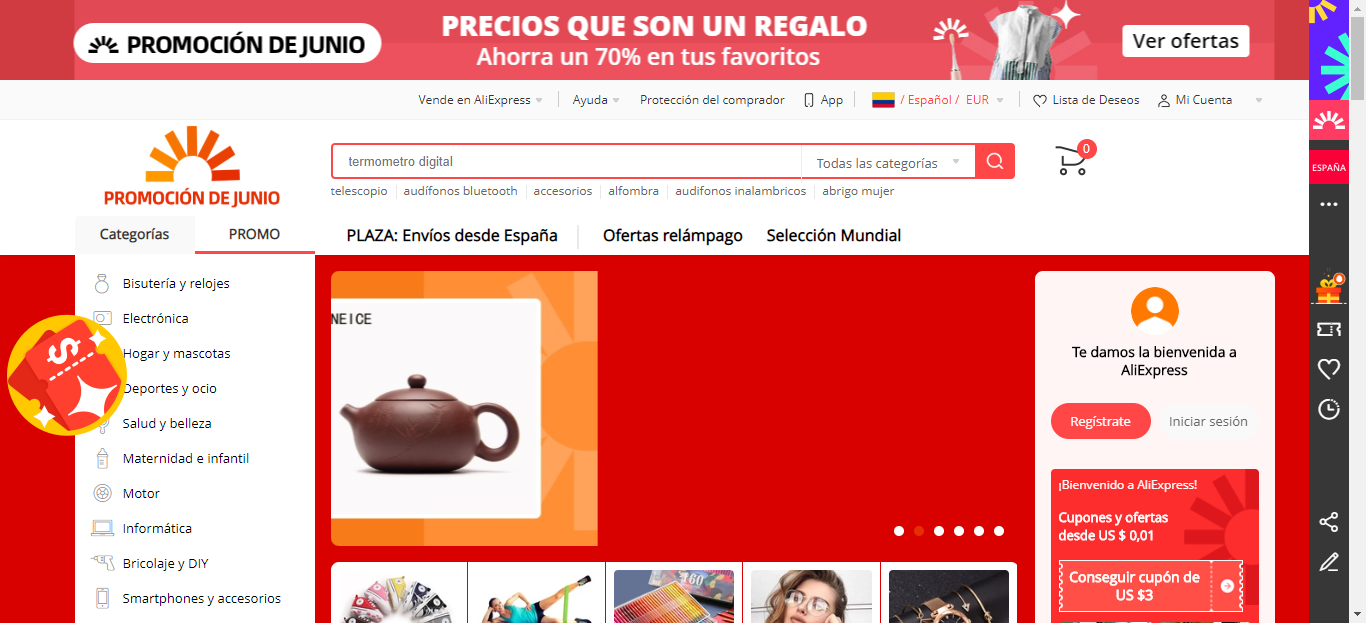 PROMOCIÓN DE JUNIO
PRECIOS QUE SON UN REGALO
Ahorra un 70% en tus favoritos
Ver ofertas
Vende en AliExpress
Ayuda
Protección del comprador
App
/ Español / EUR
Lista de Deseos
Mi Cuenta
PROMOCIÓN DE JUNIO
termometro digital
Todas las categorías
0
ESPAÑA
telescopio
audífonos bluetooth
accesorios
alfombra
audifonos inalambricos
abrigo mujer
Categorías
PROMO
PLAZA: Envíos desde España
Ofertas relámpago
Selección Mundial
Bisutería y relojes
Electrónica
Hogar y mascotas
Deportes y ocio
Salud y belleza
Maternidad e infantil
Motor
Informática
Bricolaje y DIY
Smartphones y accesorios
$
NEICE
160
Te damos la bienvenida a
AliExpress
Regístrate
Iniciar sesión
¡Bienvenido a AliExpress!
Cupones y ofertas
desde US $ 0,01
Conseguir cupón de
US $3